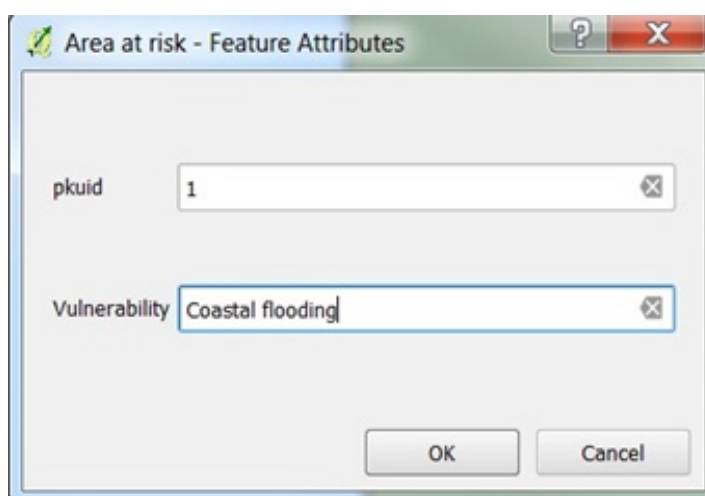 Area at risk - Feature Attributes
pkuid 1
Vulnerability Coastal flooding
OK Cancel